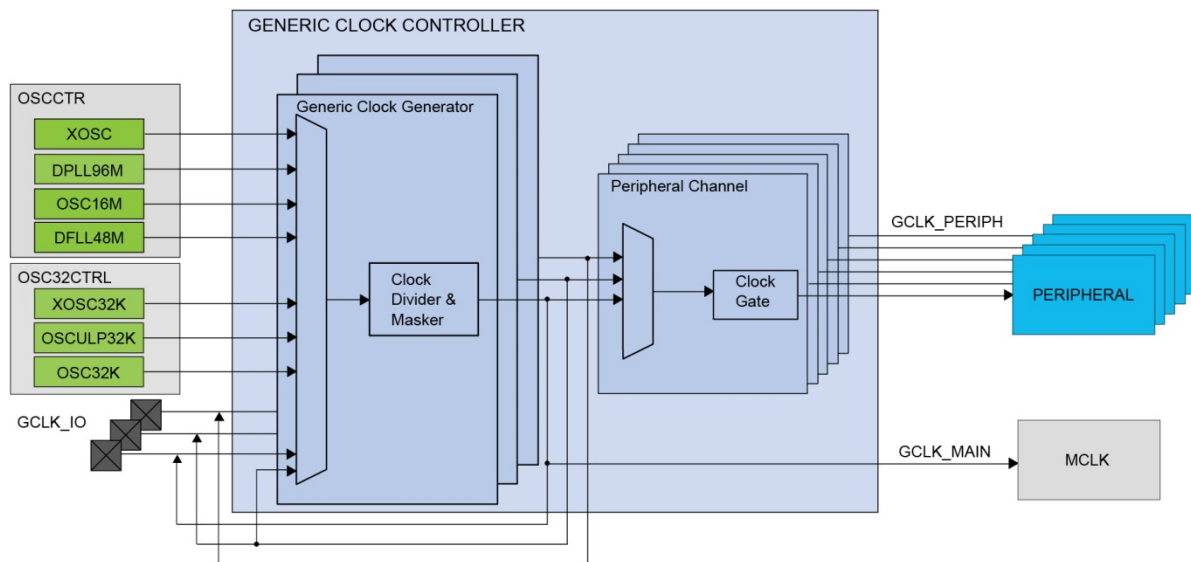 GENERIC CLOCK CONTROLLER
OSCCTR
XOSC
DPLL96M
OSC16M
DFLL48M
OSC32CTRL
XOSC32K
OSCULP32K
OSC32K
GCLK_IO
Generic Clock Generator
Clock
Divider &
Masker
Peripheral Channel
Clock
Gate
GCLK_PERIPH
PERIPHERAL
GCLK_MAIN
MCLK